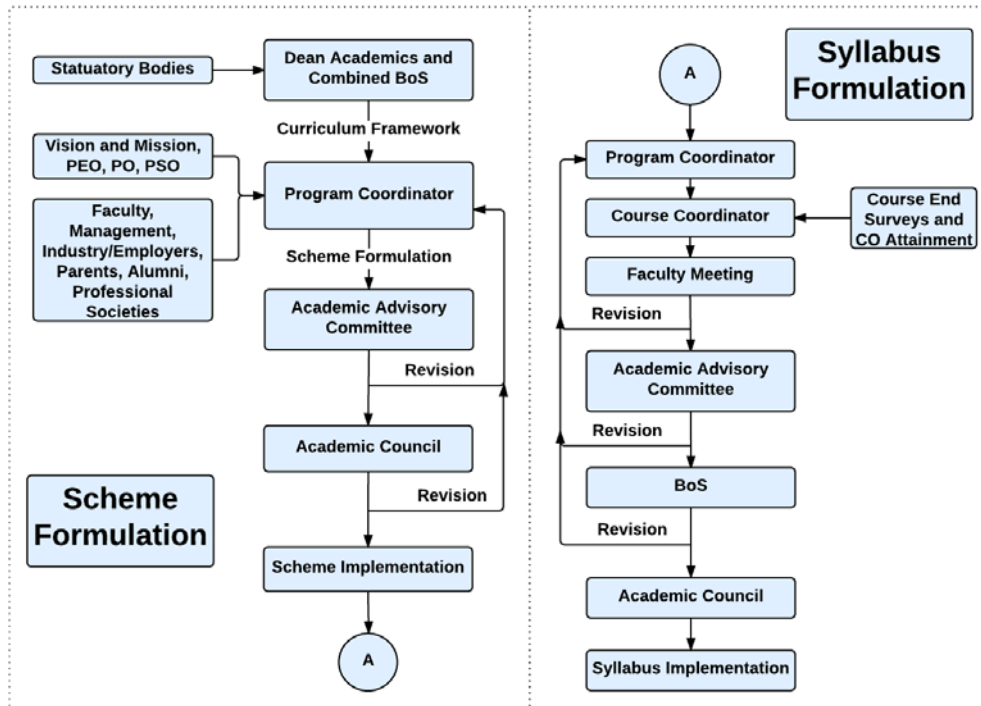 Statuatory Bodies
Dean Academics and
Combined BoS
Curriculum Framework
Vision and Mission,
PEO, PO, PSO
Program Coordinator
Faculty,
Management,
Industry/Employers,
Parents, Alumni,
Professional
Societies
Scheme Formulation
Academic Advisory
Committee
Revision
Academic Council
Revision
Scheme
Formulation
Scheme Implementation
A
Syllabus
Formulation
A
Program Coordinator
Course Coordinator
Course End
Surveys and
CO Attainment
Faculty Meeting
Revision
Academic Advisory
Committee
Revision
BoS
Revision
Academic Council
Syllabus Implementation